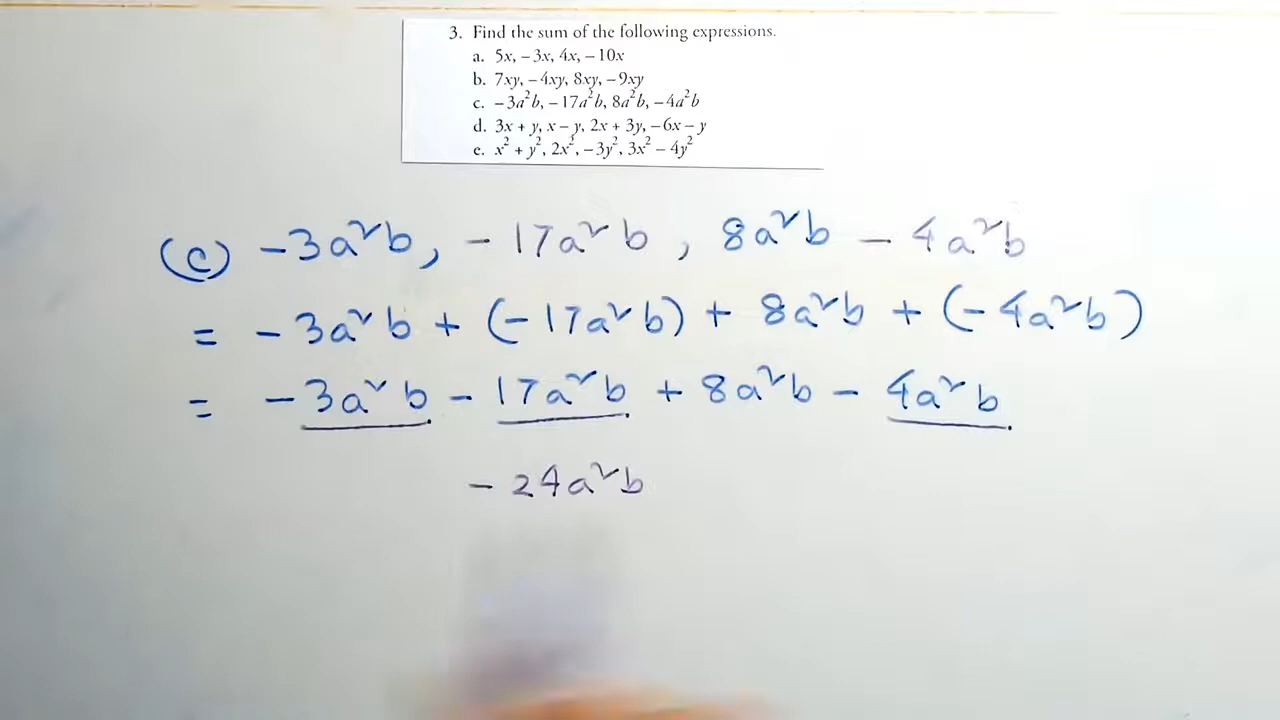 3. Find the sum of the following expressions.
a. 5x, – 3x, 4x, – 10x
b. 7xy, – 4xy, 8xy, – 9xy
c. – 3a²b, – 17a²b, 8a²b, – 4a²b
d. 3x + y, x – y, 2x + 3y, –6x – y
e. x² + y², 2x², – 3y², 3x² – 4y²
(c) -3a²b, - 17a²b, 8a²b - 4a²b
= -3a²b + (-17a²b) + 8a²b + (-4a²b)
= -3a²b - 17a²b + 8a²b - 4a²b
- 24a²b